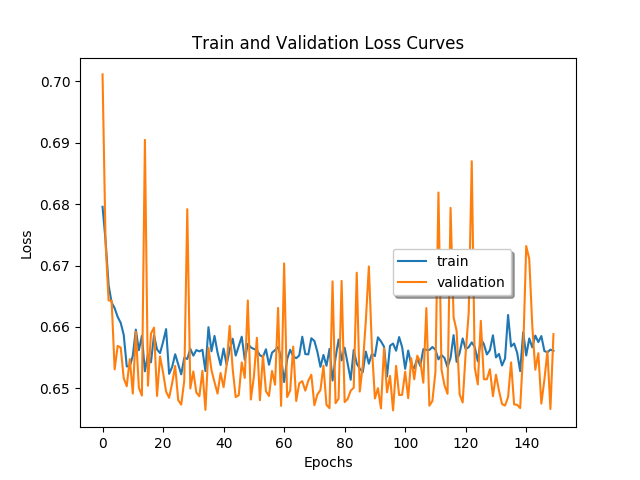 Train and Validation Loss Curves
0.70
0.69
0.68
0.67
0.66
0.65
Loss
train
validation
0 20 40 60 80 100 120 140
Epochs